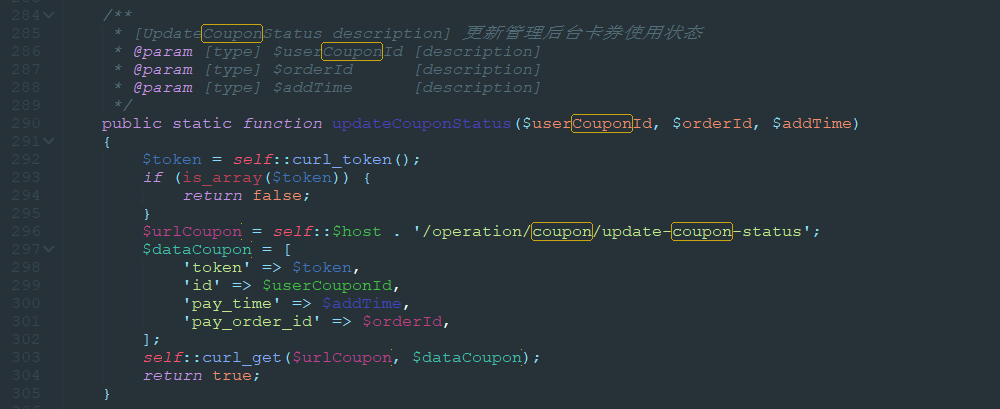 284 /**
285 * [UpdateCouponStatus description] 更新管理后台卡券使用状态
286 * @param [type] $userCouponId [description]
287 * @param [type] $orderId [description]
288 * @param [type] $addTime [description]
289 */
290 public static function updateCouponStatus($userCouponId, $orderId, $addTime)
291 {
292 $token = self::curl_token();
293 if (is_array($token)) {
294 return false;
295 }
296 $urlCoupon = self::$host . '/operation/coupon/update-coupon-status';
297 $dataCoupon = [
298 'token' => $token,
299 'id' => $userCouponId,
300 'pay_time' => $addTime,
301 'pay_order_id' => $orderId,
302 ];
303 self::curl_get($urlCoupon, $dataCoupon);
304 return true;
305 }